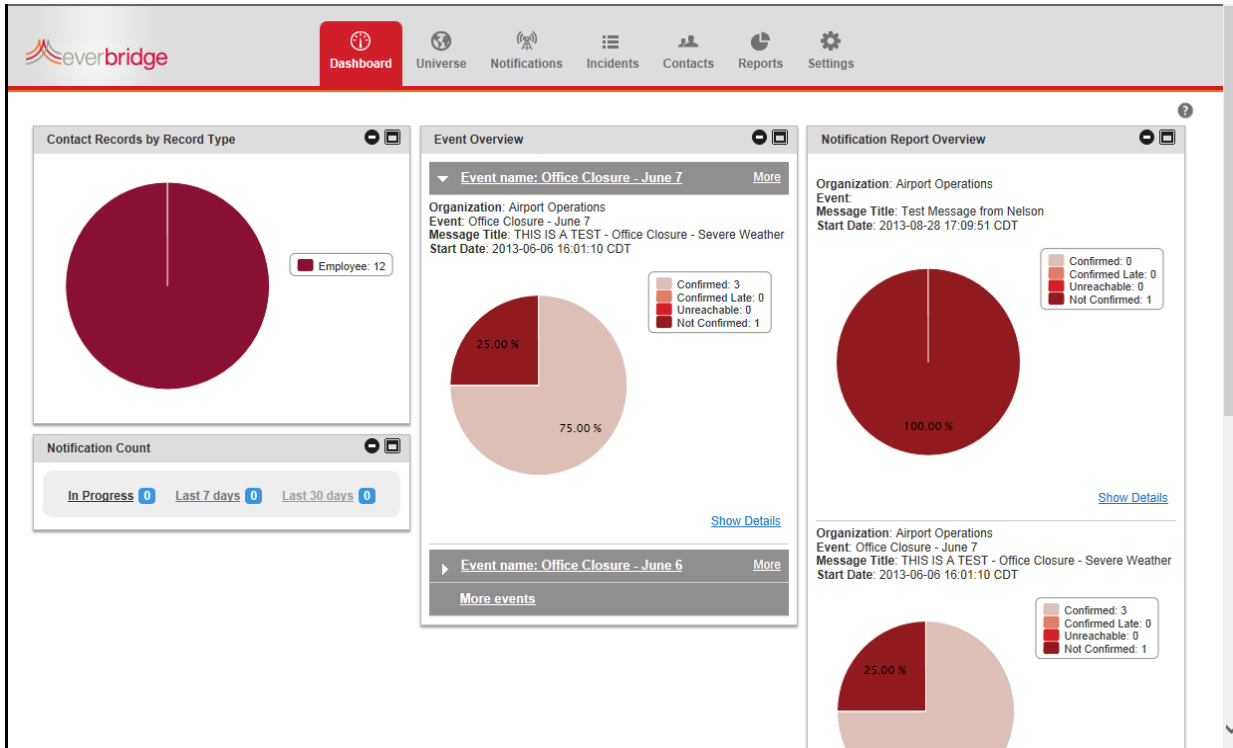 everbridge
Dashboard
Universe
Notifications
Incidents
Contacts
Reports
Settings
?
Contact Records by Record Type
Employee: 12
Notification Count
In Progress 0 Last 7 days 0 Last 30 days 0
Event Overview
Event name: Office Closure - June 7 More
Organization: Airport Operations
Event: Office Closure - June 7
Message Title: THIS IS A TEST - Office Closure - Severe Weather
Start Date: 2013-06-06 16:01:10 CDT
Confirmed: 3
Confirmed Late: 0
Unreachable: 0
Not Confirmed: 1
25.00 %
75.00 %
Show Details
Event name: Office Closure - June 6 More
More events
Notification Report Overview
Organization: Airport Operations
Event:
Message Title: Test Message from Nelson
Start Date: 2013-08-28 17:09:51 CDT
Confirmed: 0
Confirmed Late: 0
Unreachable: 0
Not Confirmed: 1
100.00 %
Show Details
Organization: Airport Operations
Event: Office Closure - June 7
Message Title: THIS IS A TEST - Office Closure - Severe Weather
Start Date: 2013-06-06 16:01:10 CDT
Confirmed: 3
Confirmed Late: 0
Unreachable: 0
Not Confirmed: 1
25.00 %